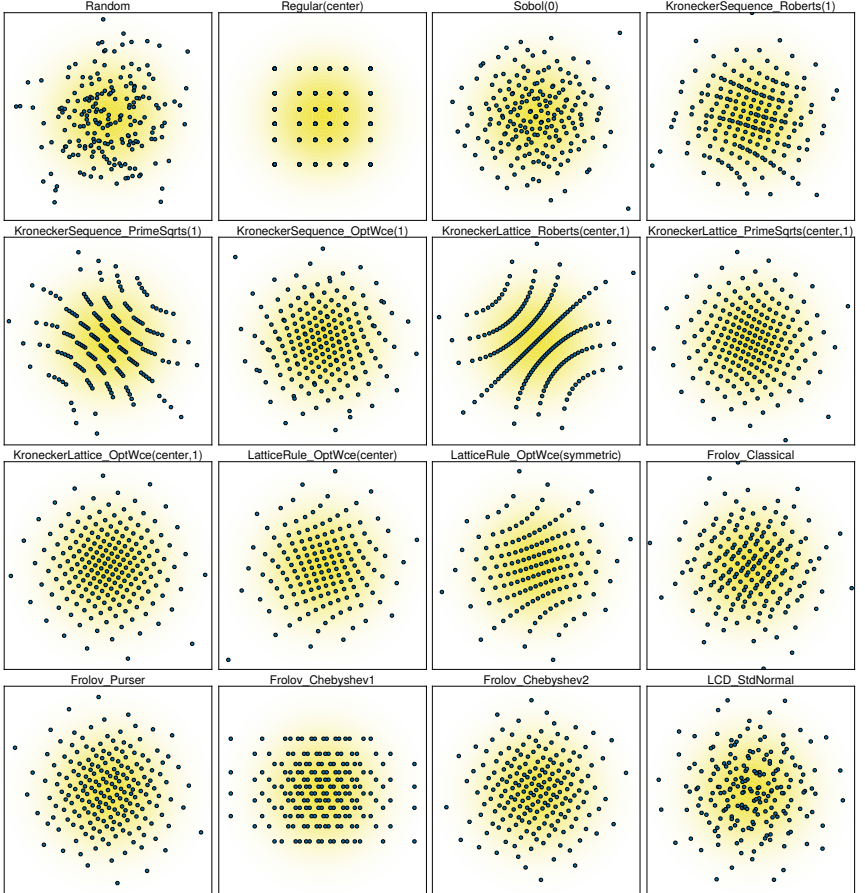 Random
Regular(center)
Sobol(0)
KroneckerSequence_Roberts(1)
KroneckerSequence_PrimeSqrts(1)
KroneckerSequence_OptWce(1)
KroneckerLattice_Roberts(center,1)
KroneckerLattice_PrimeSqrts(center,1)
KroneckerLattice_OptWce(center,1)
LatticeRule_OptWce(center)
LatticeRule_OptWce(symmetric)
Frolov_Classical
Frolov_Purser
Frolov_Chebyshev1
Frolov_Chebyshev2
LCD_StdNormal